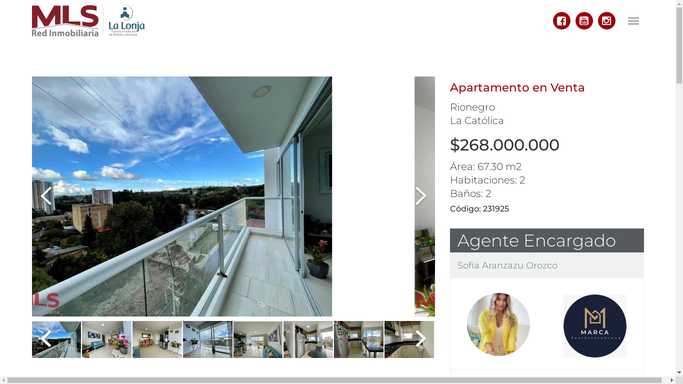 MLS
Red Inmobiliaria
La Lonja
Apartamento en Venta
Rionegro
La Católica
$268.000.000
Área: 67.30 m2
Habitaciones: 2
Baños: 2
Código: 231925
Agente Encargado
Sofia Aranzazu Orozco
MLS
MARCA